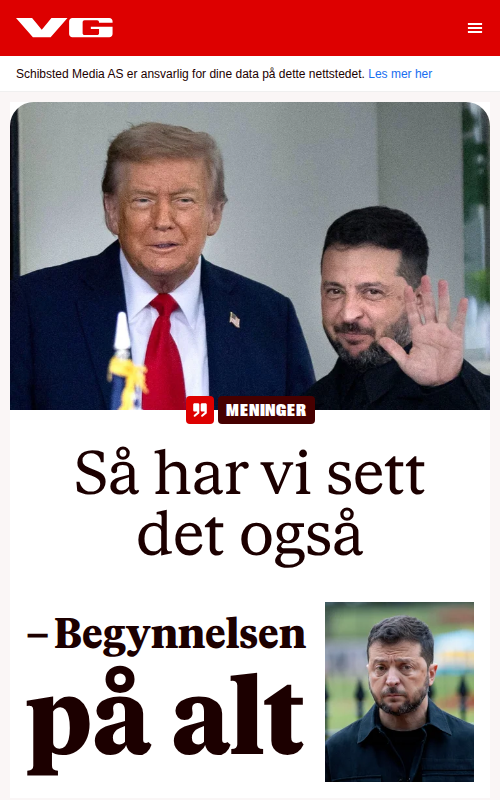 VG
Schibsted Media AS er ansvarlig for dine data på dette nettstedet. Les mer her
MENINGER
Så har vi sett
det også
– Begynnelsen
på alt